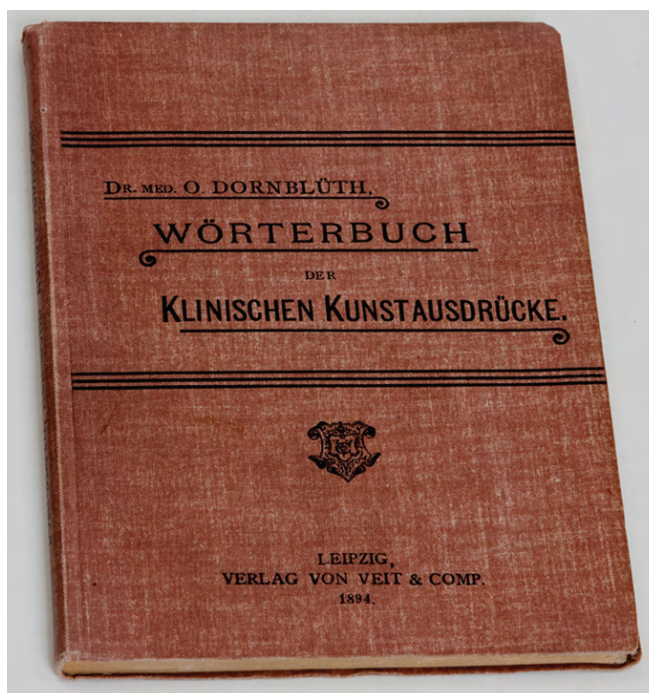 DR. MED. O. DORNBLÜTH,
WÖRTERBUCH
DER
KLINISCHEN KUNSTAUSDRÜCKE.
LEIPZIG,
VERLAG VON VEIT & COMP.
1894.